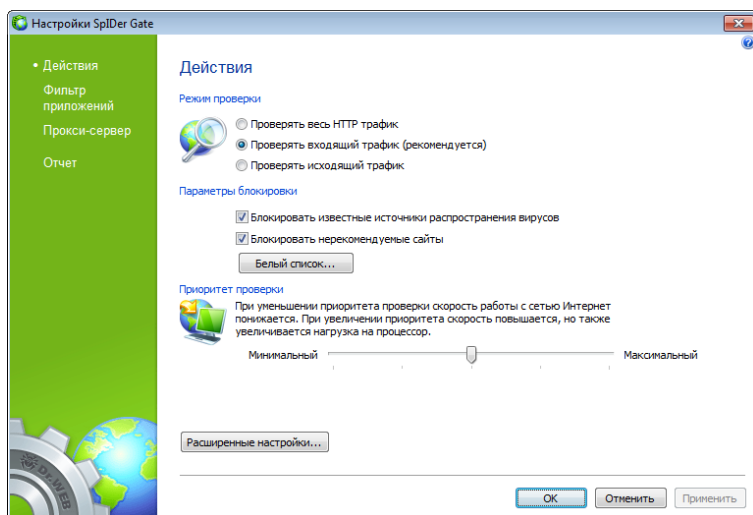 Настройки SpIDer Gate
Действия
Фильтр
приложений
Прокси-сервер
Отчет
Действия
Режим проверки
Проверять весь HTTP трафик
Проверять входящий трафик (рекомендуется)
Проверять исходящий трафик
Параметры блокировки
Блокировать известные источники распространения вирусов
Блокировать нерекомендуемые сайты
Белый список...
Приоритет проверки
При уменьшении приоритета проверки скорость работы с сетью Интернет
понижается. При увеличении приоритета скорость повышается, но также
увеличивается нагрузка на процессор.
Минимальный
Максимальный
Расширенные настройки...
Dr.WEB
OK
Отменить
Применить